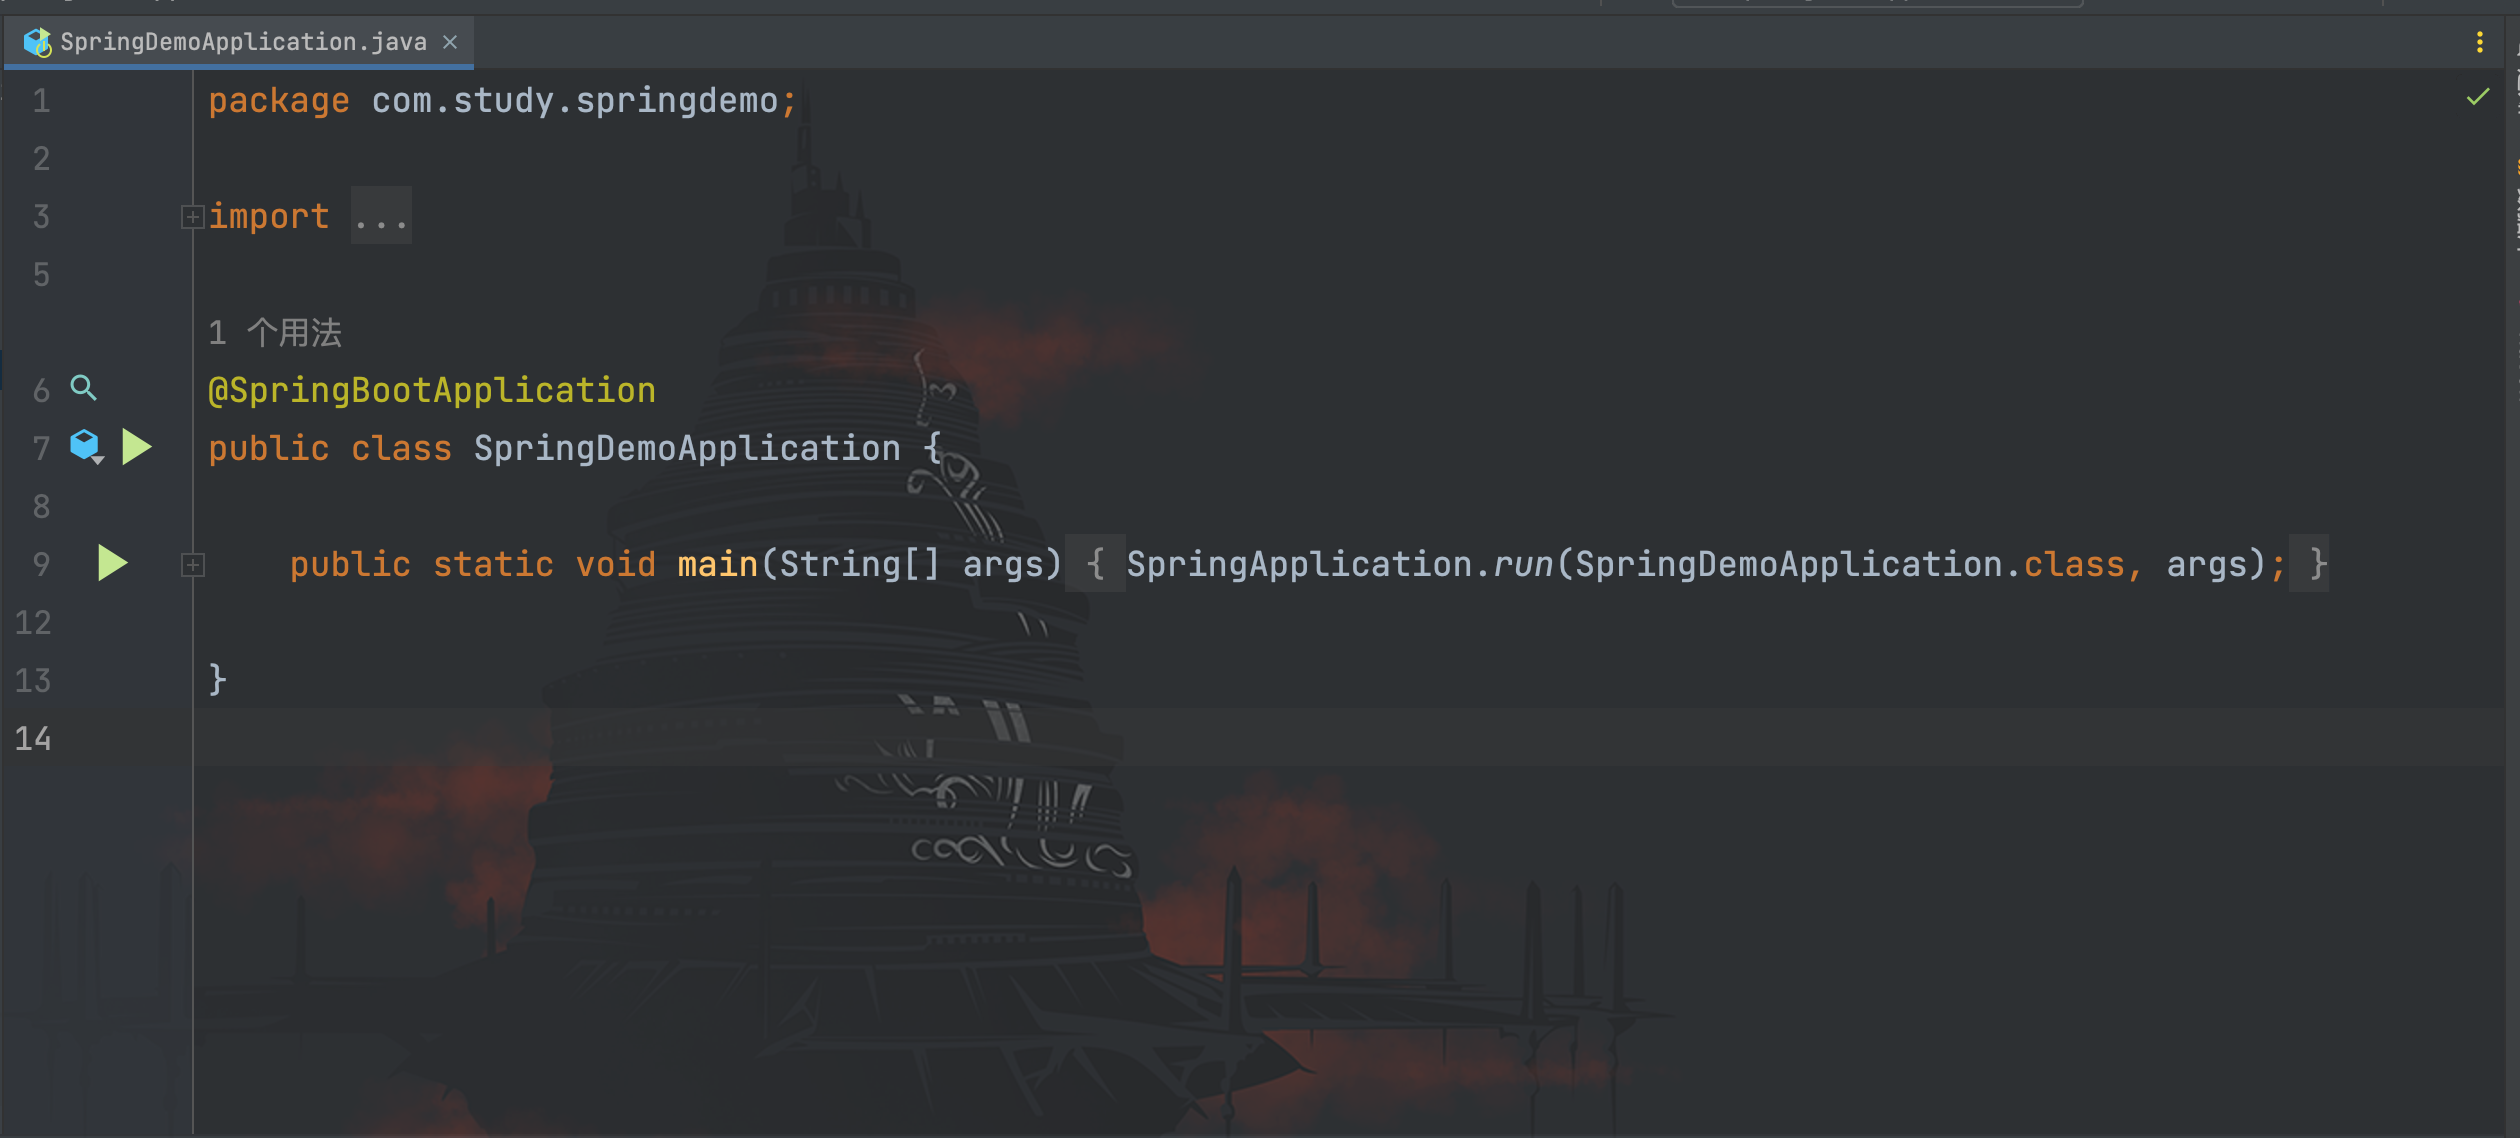 SpringDemoApplication.java
1 package com.study.springdemo;
2
3 import ...
5
1 个用法
6 @SpringBootApplication
7 public class SpringDemoApplication {
8
9 public static void main(String[] args) { SpringApplication.run(SpringDemoApplication.class, args); }
12
13 }
14